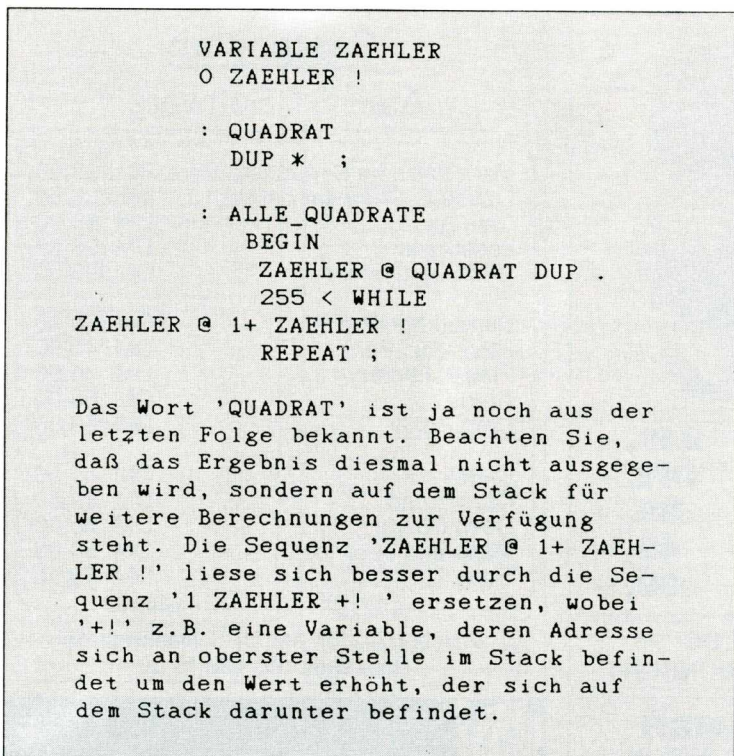 VARIABLE ZAEHLER
O ZAEHLER !
: QUADRAT
DUP * ;
: ALLE_QUADRATE
BEGIN
ZAEHLER @ QUADRAT DUP .
255 < WHILE
ZAEHLER @ 1+ ZAEHLER !
REPEAT ;
Das Wort 'QUADRAT' ist ja noch aus der
letzten Folge bekannt. Beachten Sie,
daß das Ergebnis diesmal nicht ausgege-
ben wird, sondern auf dem Stack für
weitere Berechnungen zur Verfügung
steht. Die Sequenz 'ZAEHLER @ 1+ ZAEH-
LER !' liese sich besser durch die Se-
quenz '1 ZAEHLER +! ' ersetzen, wobei
'+!' z.B. eine Variable, deren Adresse
sich an oberster Stelle im Stack befin-
det um den Wert erhöht, der sich auf
dem Stack darunter befindet.